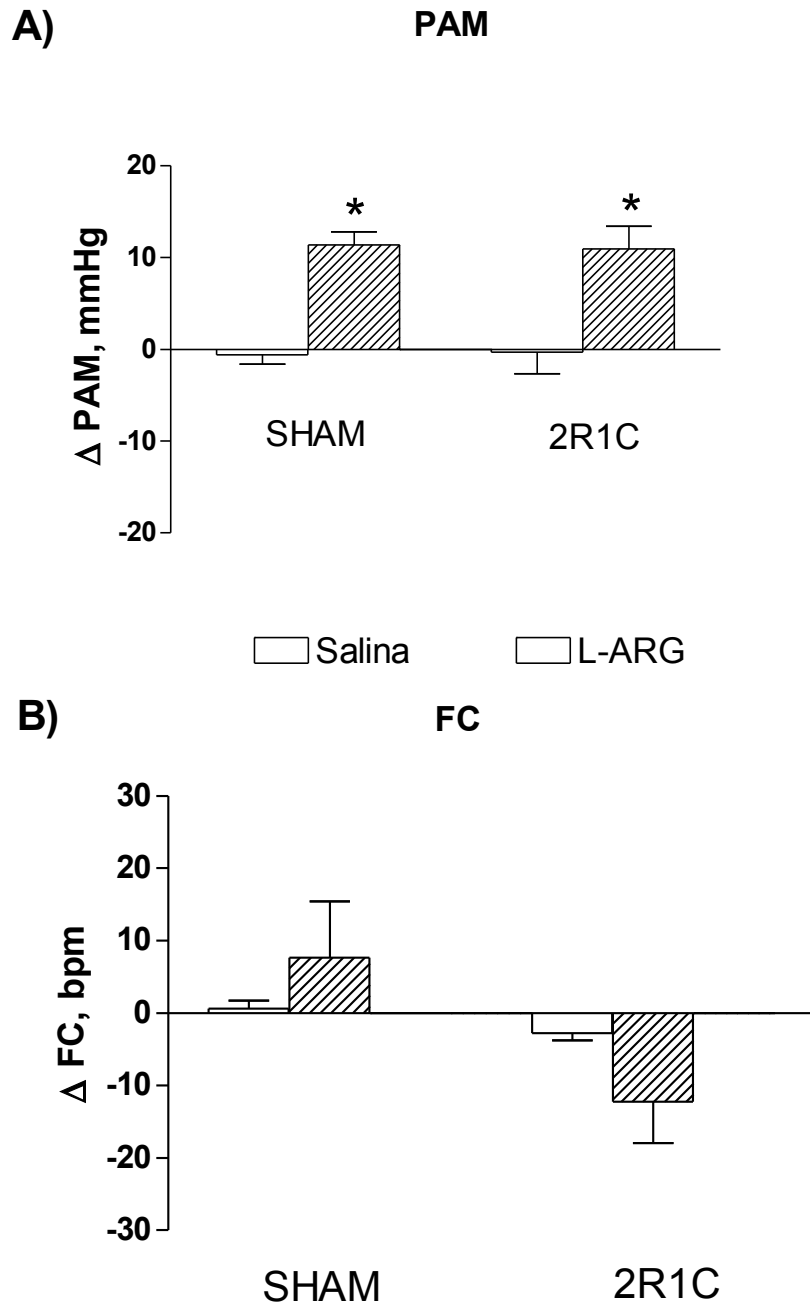 A)
PAM
20
10
0
-10
-20
Δ PAM, mmHg
*
*
SHAM 2R1C
Salina L-ARG
B)
FC
30
20
10
0
-10
-20
-30
Δ FC, bpm
SHAM 2R1C